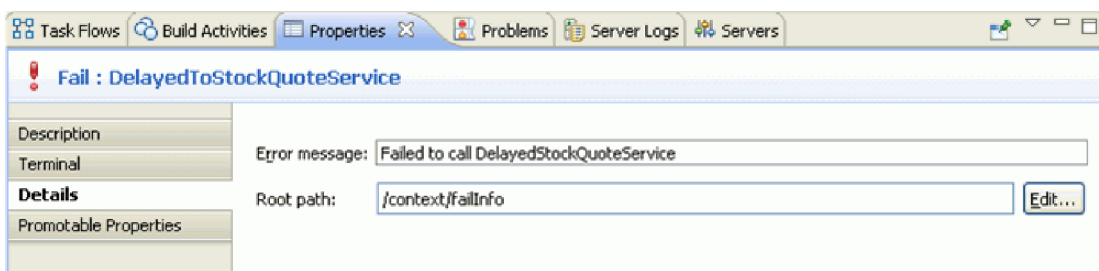 Task Flows Build Activities Properties Problems Server Logs Servers
Fail : DelayedToStockQuoteService
Description
Terminal
Details
Promotable Properties
Error message: Failed to call DelayedStockQuoteService
Root path: /context/failInfo Edit...